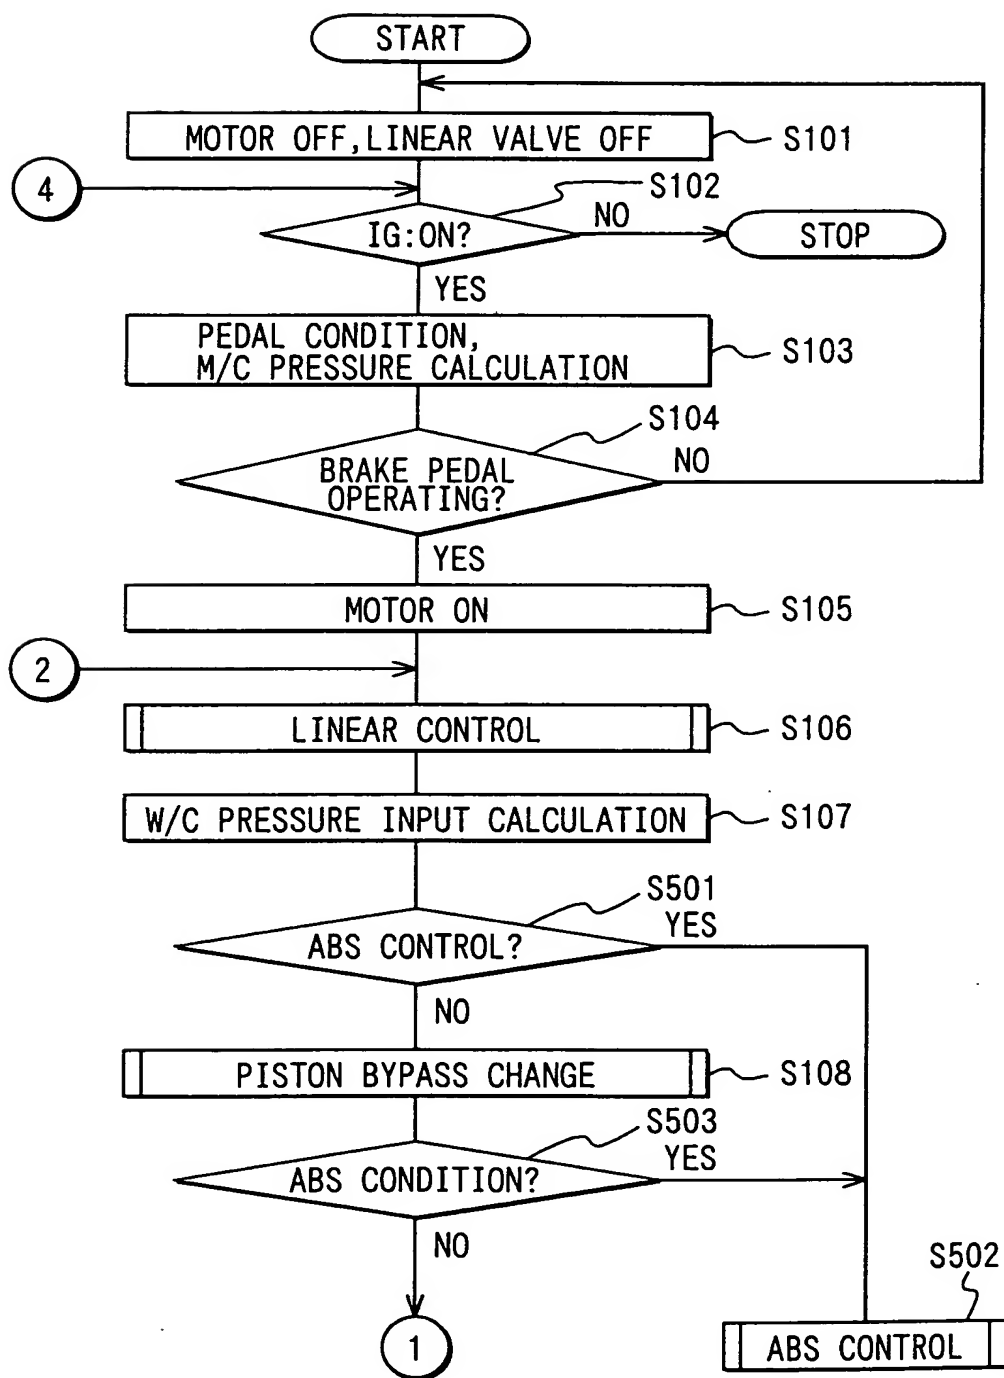 START
MOTOR OFF,LINEAR VALVE OFF
S101
4
S102
IG:ON?
NO
STOP
YES
PEDAL CONDITION,
M/C PRESSURE CALCULATION
S103
S104
BRAKE PEDAL
OPERATING?
NO
YES
MOTOR ON
S105
2
LINEAR CONTROL
S106
W/C PRESSURE INPUT CALCULATION
S107
S501
ABS CONTROL?
YES
NO
PISTON BYPASS CHANGE
S108
S503
ABS CONDITION?
YES
NO
S502
1
ABS CONTROL